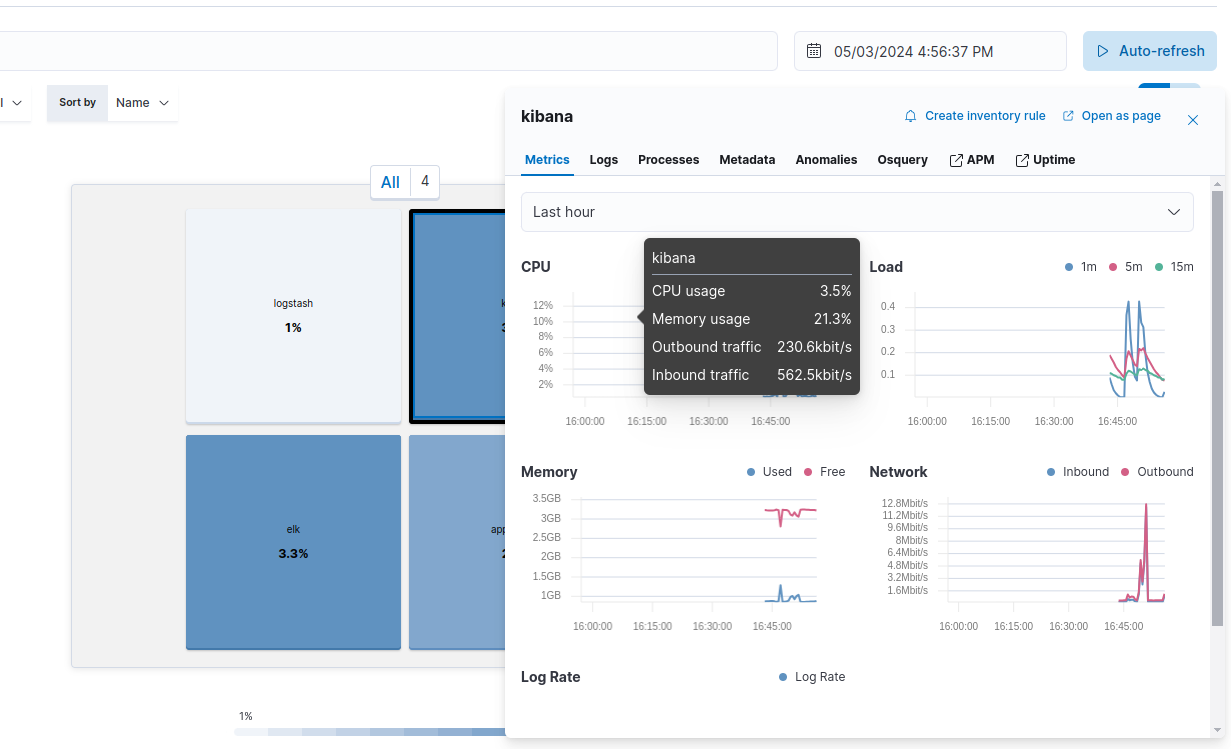 05/03/2024 4:56:37 PM
Auto-refresh
Sort by
Name
kibana
Create inventory rule
Open as page
Metrics
Logs
Processes
Metadata
Anomalies
Osquery
APM
Uptime
All 4
Last hour
logstash
1%
elk
3.3%
CPU
12%
10%
8%
6%
4%
2%
16:00:00 16:15:00 16:30:00 16:45:00
kibana
CPU usage 3.5%
Memory usage 21.3%
Outbound traffic 230.6kbit/s
Inbound traffic 562.5kbit/s
Load
1m 5m 15m
0.4
0.3
0.2
0.1
16:00:00 16:15:00 16:30:00 16:45:00
Memory
Used Free
3.5GB
3GB
2.5GB
2GB
1.5GB
1GB
16:00:00 16:15:00 16:30:00 16:45:00
Network
Inbound Outbound
12.8Mbit/s
11.2Mbit/s
9.6Mbit/s
8Mbit/s
6.4Mbit/s
4.8Mbit/s
3.2Mbit/s
1.6Mbit/s
16:00:00 16:15:00 16:30:00 16:45:00
Log Rate
Log Rate
1%